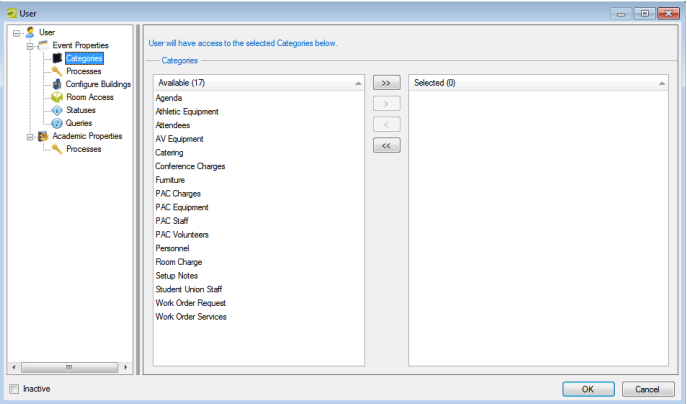 User
User
Event Properties
Categories
Processes
Configure Buildings
Room Access
Statuses
Queries
Academic Properties
Processes
User will have access to the selected Categories below.
Categories
Available (17)
Agenda
Athletic Equipment
Attendees
AV Equipment
Catering
Conference Charges
Furniture
PAC Charges
PAC Equipment
PAC Staff
PAC Volunteers
Personnel
Room Charge
Setup Notes
Student Union Staff
Work Order Request
Work Order Services
>>
>
<
<<
Selected (0)
Inactive
OK
Cancel